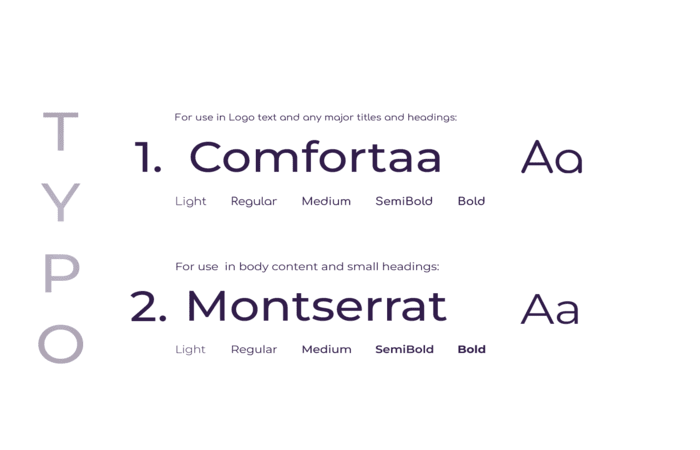 T
Y
P
O
For use in Logo text and any major titles and headings:
1. Comfortaa Aa
Light Regular Medium SemiBold Bold
For use in body content and small headings:
2. Montserrat Aa
Light Regular Medium SemiBold Bold